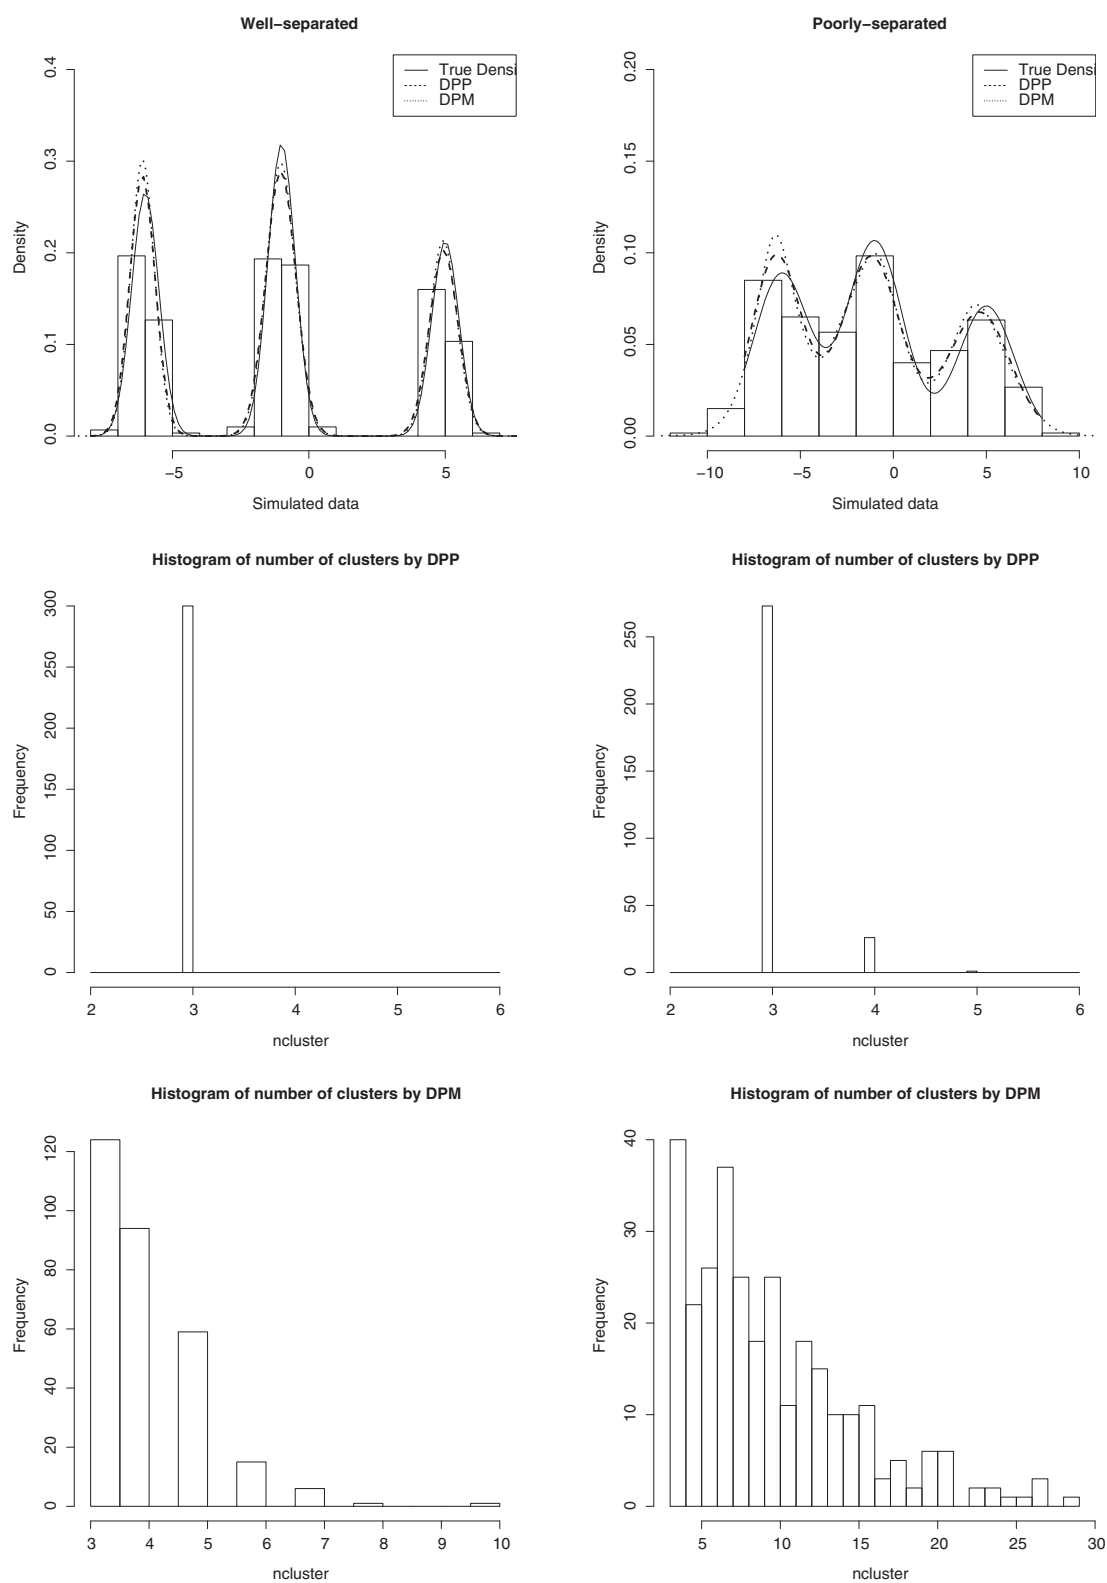 Well−separated
0.0 0.1 0.2 0.3 0.4
Density
True Densi
DPP
DPM
−5 0 5
Simulated data
Poorly−separated
0.00 0.05 0.10 0.15 0.20
Density
True Densi
DPP
DPM
−10 −5 0 5 10
Simulated data
Histogram of number of clusters by DPP
0 50 100 150 200 250 300
Frequency
2 3 4 5 6
ncluster
Histogram of number of clusters by DPP
0 50 100 150 200 250
Frequency
2 3 4 5 6
ncluster
Histogram of number of clusters by DPM
0 20 40 60 80 100 120
Frequency
3 4 5 6 7 8 9 10
ncluster
Histogram of number of clusters by DPM
0 10 20 30 40
Frequency
5 10 15 20 25 30
ncluster